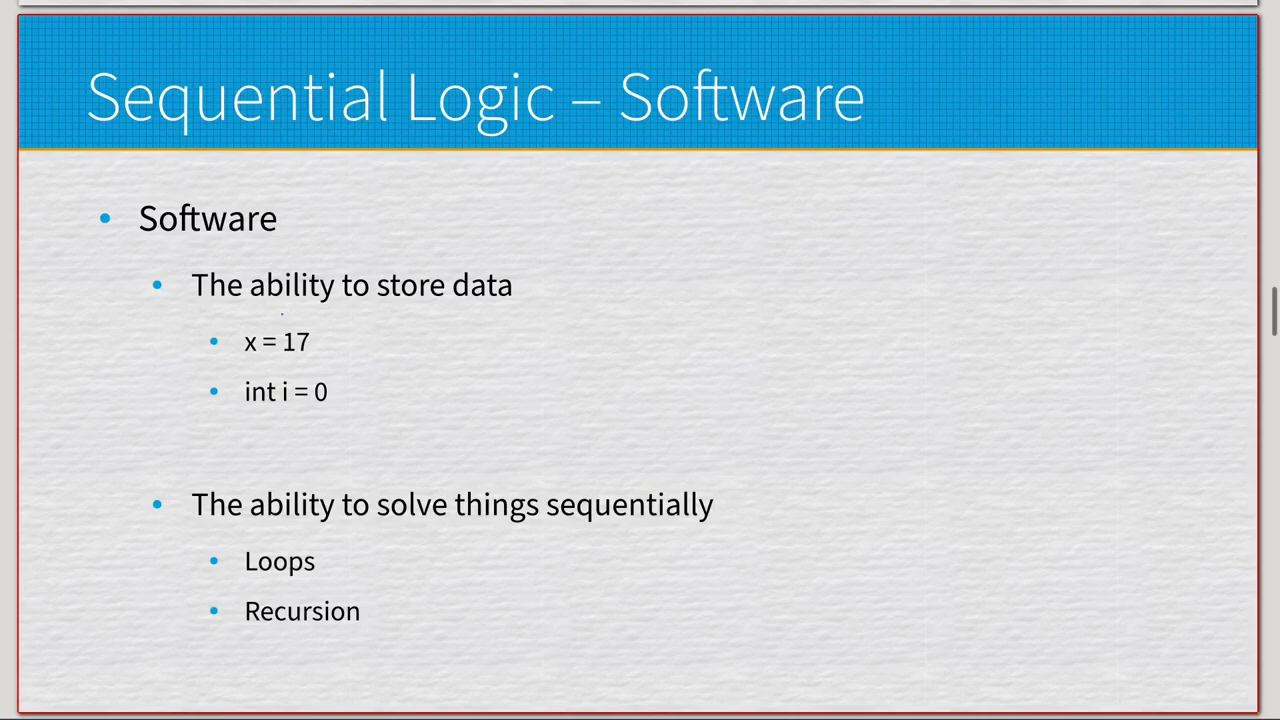 Sequential Logic – Software
• Software
• The ability to store data
• x = 17
• int i = 0
• The ability to solve things sequentially
• Loops
• Recursion